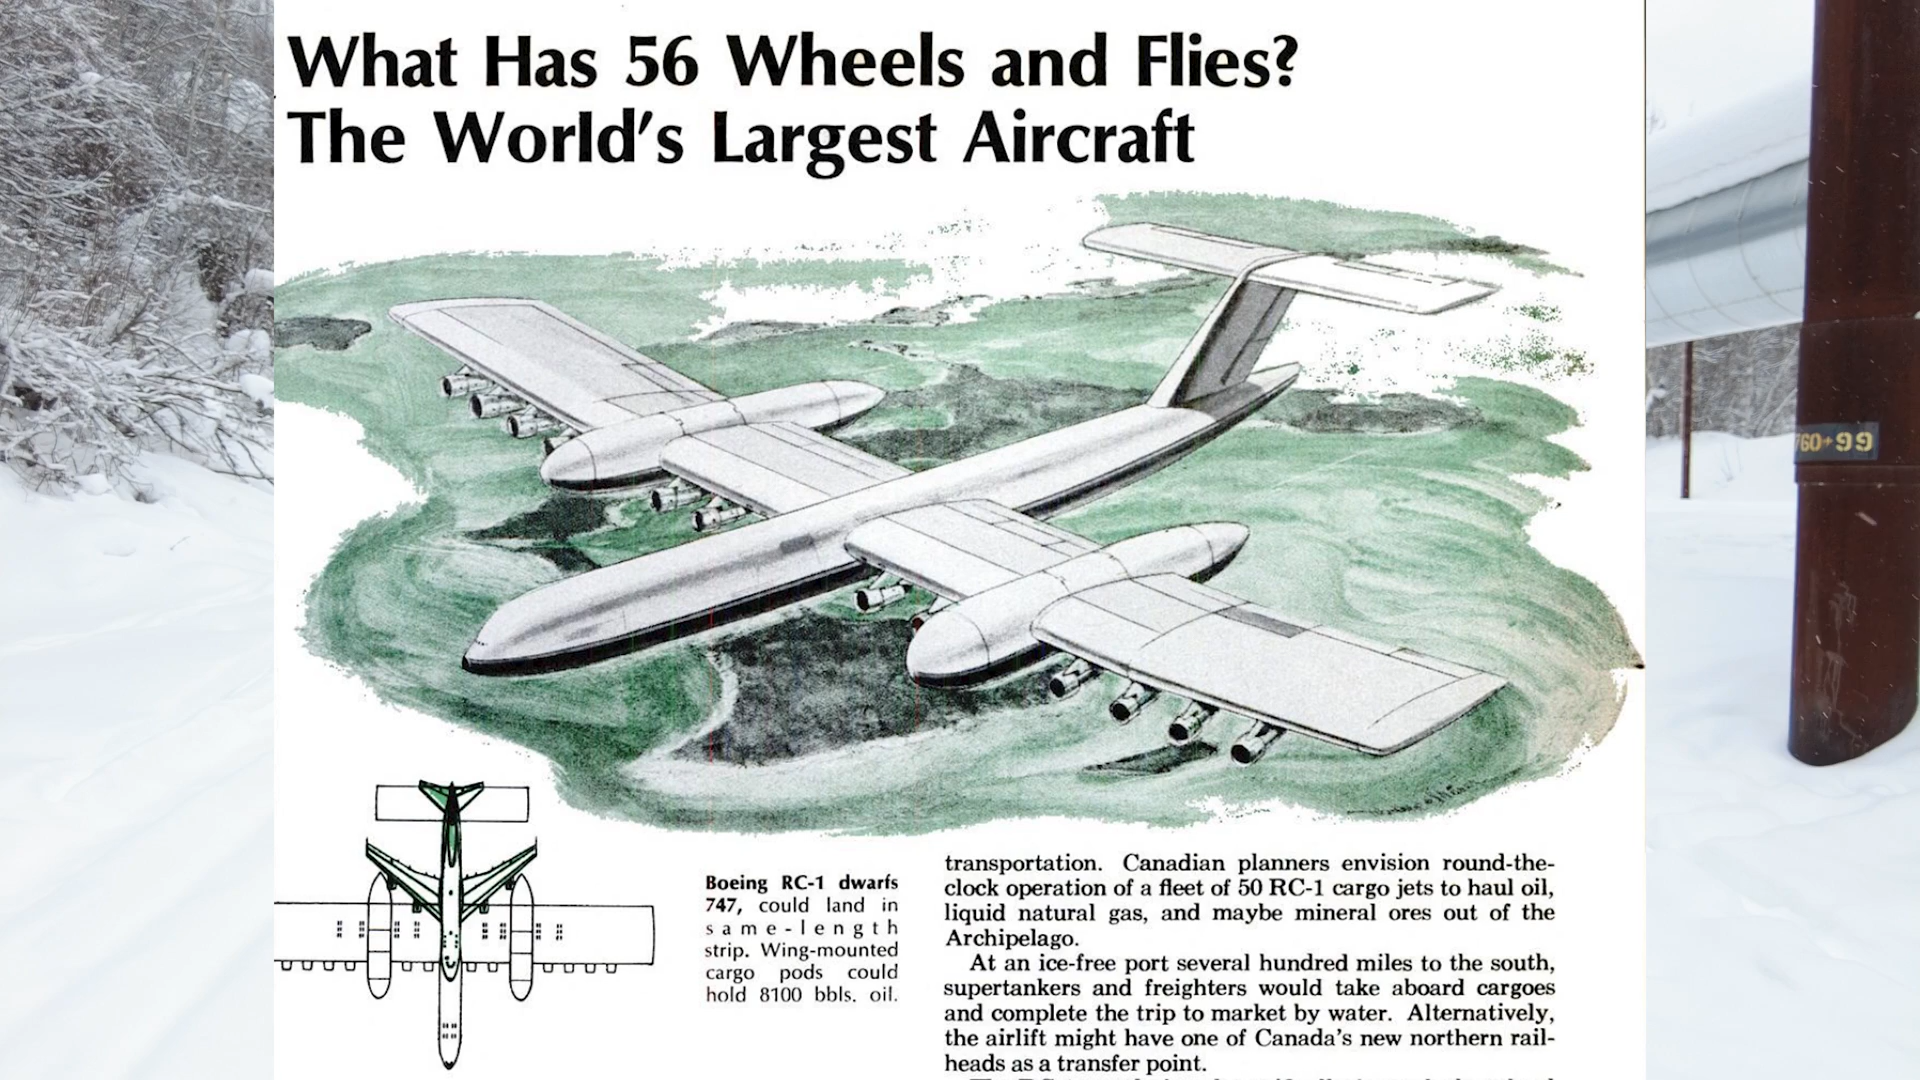 What Has 56 Wheels and Flies?
The World's Largest Aircraft
760+99
Boeing RC-1 dwarfs
747, could land in
same-length
strip. Wing-mounted
cargo pods could
hold 8100 bbls. oil.
transportation. Canadian planners envision round-the-
clock operation of a fleet of 50 RC-1 cargo jets to haul oil,
liquid natural gas, and maybe mineral ores out of the
Archipelago.
At an ice-free port several hundred miles to the south,
supertankers and freighters would take aboard cargoes
and complete the trip to market by water. Alternatively,
the airlift might have one of Canada's new northern rail-
heads as a transfer point.